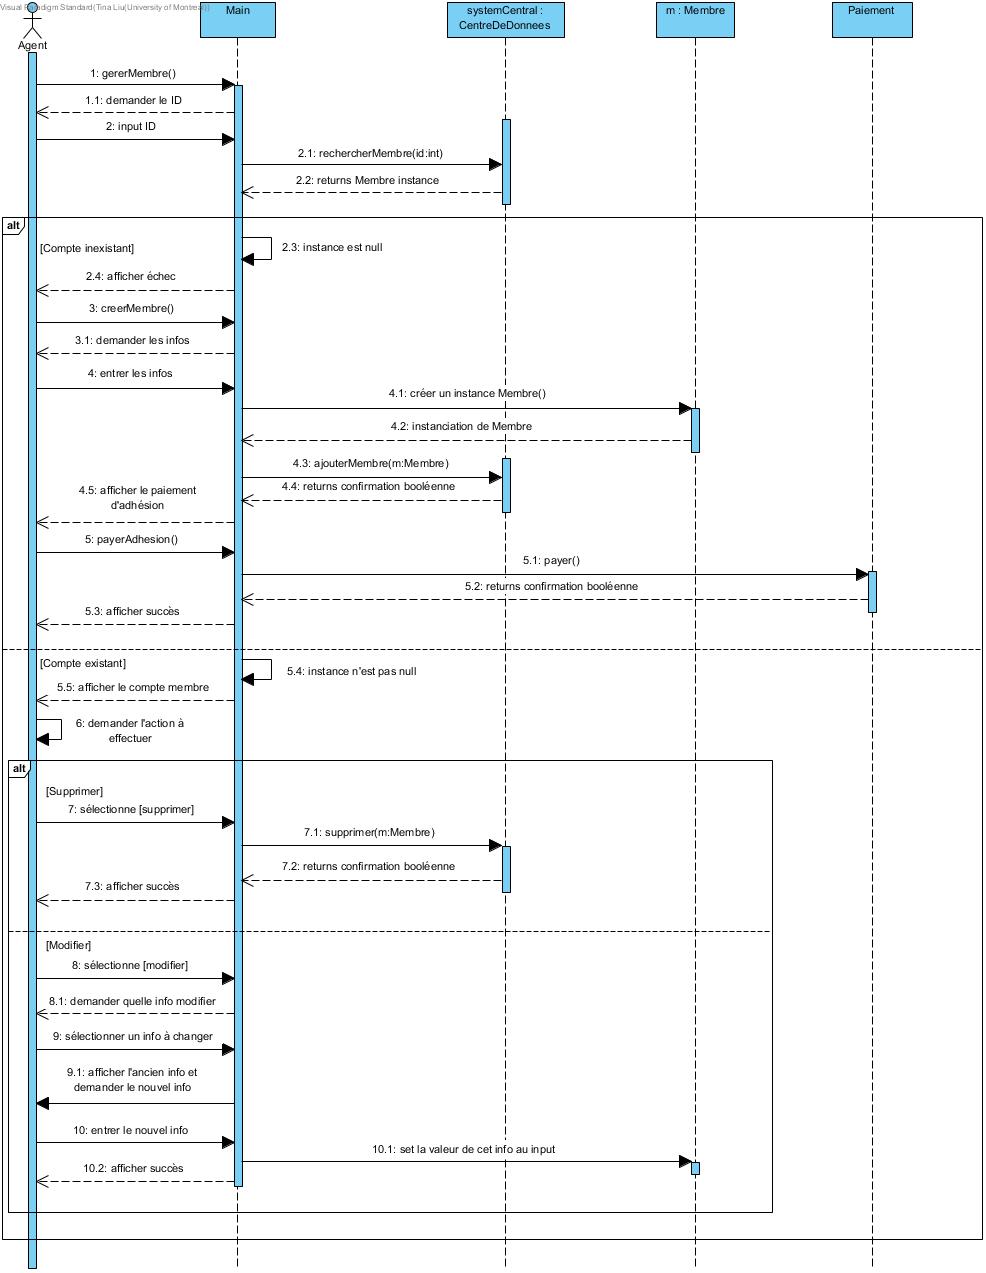 Visual Paradigm Standard(Tina Liu(University of Montreal))
Agent
Main
systemCentral :
CentreDeDonnees
m : Membre
Paiement
1: gererMembre()
1.1: demander le ID
2: input ID
2.1: rechercherMembre(id:int)
2.2: returns Membre instance
alt
[Compte inexistant]
2.3: instance est null
2.4: afficher échec
3: creerMembre()
3.1: demander les infos
4: entrer les infos
4.1: créer un instance Membre()
4.2: instanciation de Membre
4.3: ajouterMembre(m:Membre)
4.4: returns confirmation booléenne
4.5: afficher le paiement
d'adhésion
5: payerAdhesion()
5.1: payer()
5.2: returns confirmation booléenne
5.3: afficher succès
[Compte existant]
5.4: instance n'est pas null
5.5: afficher le compte membre
6: demander l'action à
effectuer
alt
[Supprimer]
7: sélectionne [supprimer]
7.1: supprimer(m:Membre)
7.2: returns confirmation booléenne
7.3: afficher succès
[Modifier]
8: sélectionne [modifier]
8.1: demander quelle info modifier
9: sélectionner un info à changer
9.1: afficher l'ancien info et
demander le nouvel info
10: entrer le nouvel info
10.1: set la valeur de cet info au input
10.2: afficher succès